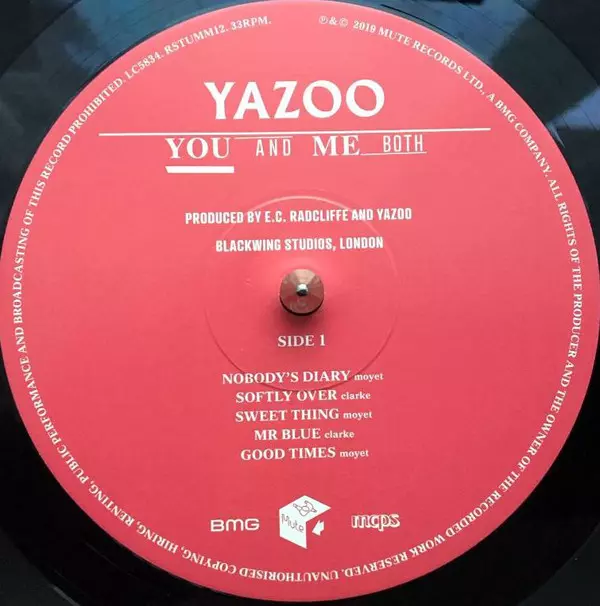 UNAUTHORISED COPYING, HIRING, RENTING, PUBLIC PERFORMANCE AND BROADCASTING OF THIS RECORD PROHIBITED. LC5834. RSTUMM12. 33RPM.
℗&© 2019 MUTE RECORDS LTD., A BMG COMPANY. ALL RIGHTS OF THE PRODUCER AND THE OWNER OF THE RECORDED WORK RESERVED.
YAZOO
YOU AND ME BOTH
PRODUCED BY E.C. RADCLIFFE AND YAZOO
BLACKWING STUDIOS, LONDON
SIDE 1
NOBODY'S DIARY moyet
SOFTLY OVER clarke
SWEET THING moyet
MR BLUE clarke
GOOD TIMES moyet
BMG Mute mcps